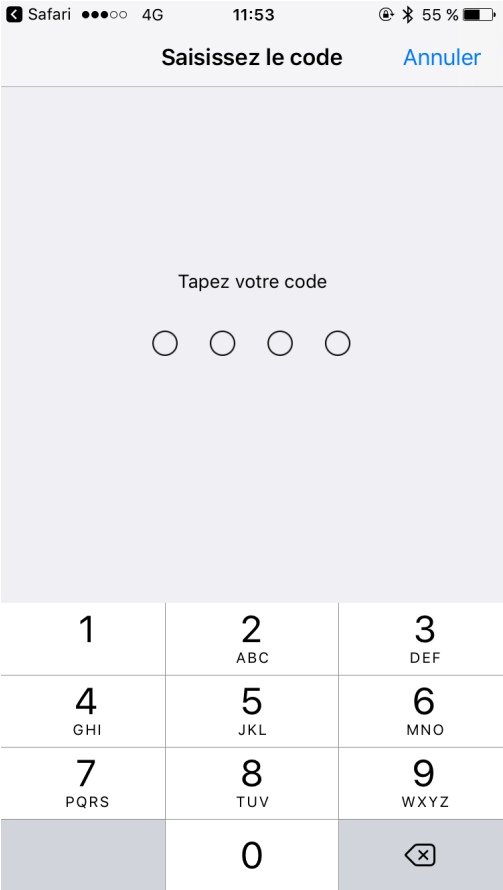 Safari 4G 11:53 55 %
Saisissez le code Annuler
Tapez votre code
1 2 3
ABC DEF
4 5 6
GHI JKL MNO
7 8 9
PQRS TUV WXYZ
0